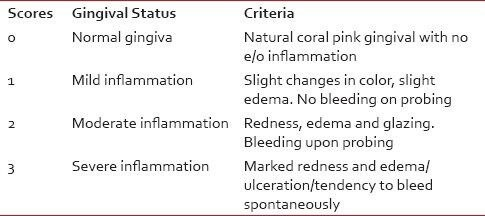 Scores Gingival Status Criteria
0 Normal gingiva Natural coral pink gingival with no
e/o inflammation
1 Mild inflammation Slight changes in color, slight
edema. No bleeding on probing
2 Moderate inflammation Redness, edema and glazing.
Bleeding upon probing
3 Severe inflammation Marked redness and edema/
ulceration/tendency to bleed
spontaneously